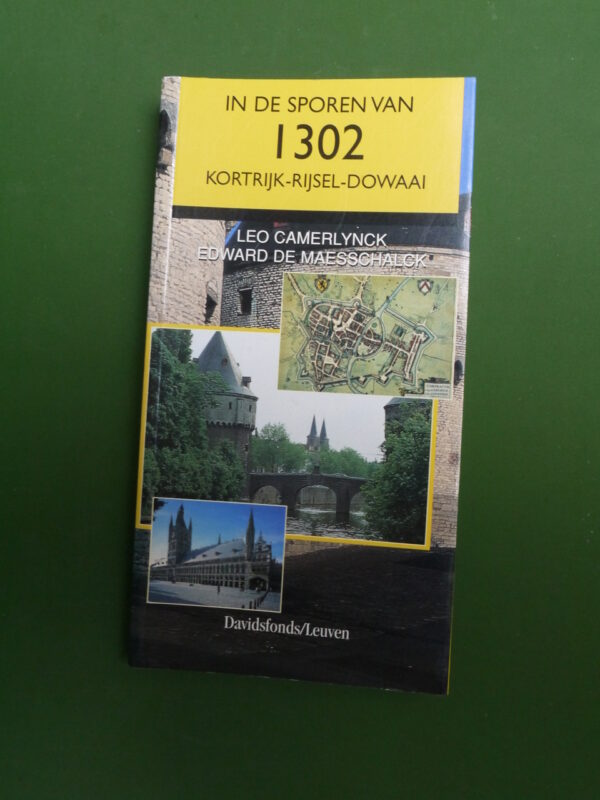 IN DE SPOREN VAN
1302
KORTRIJK-RIJSEL-DOWAAI
LEO CAMERLYNCK
EDWARD DE MAESSCHALCK
Davidsfonds/Leuven